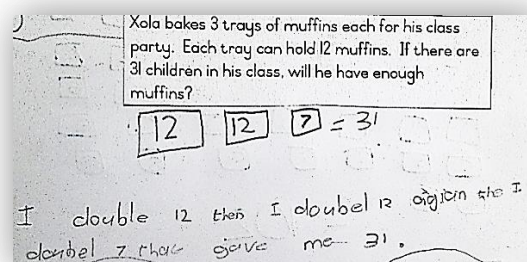 Xola bakes 3 trays of muffins each for his class
party. Each tray can hold 12 muffins. If there are
31 children in his class, will he have enough
muffins?
12 12 7 = 31
I double 12 then I doubel 12 agicin the I
doubel 7 thac gave me 31.